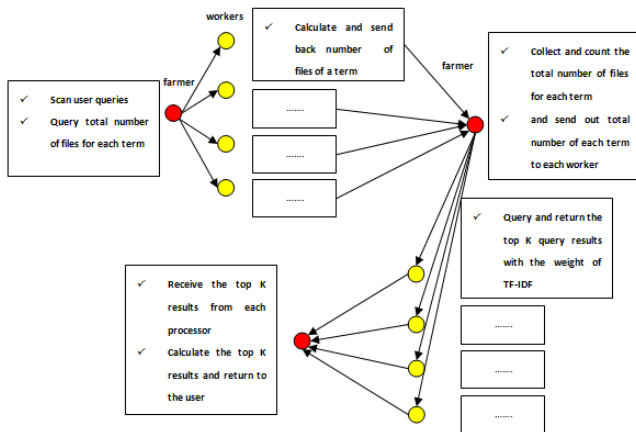 workers
✓ Calculate and send
back number of
files of a term
farmer
✓ Scan user queries
✓ Query total number
of files for each term
.......
.......
.......
farmer
✓ Collect and count the
total number of files
for each term
✓ and send out total
number of each term
to each worker
✓ Query and return the
top K query results
with the weight of
TF-IDF
.......
.......
.......
✓ Receive the top K
results from each
processor
✓ Calculate the top K
results and return to
the user